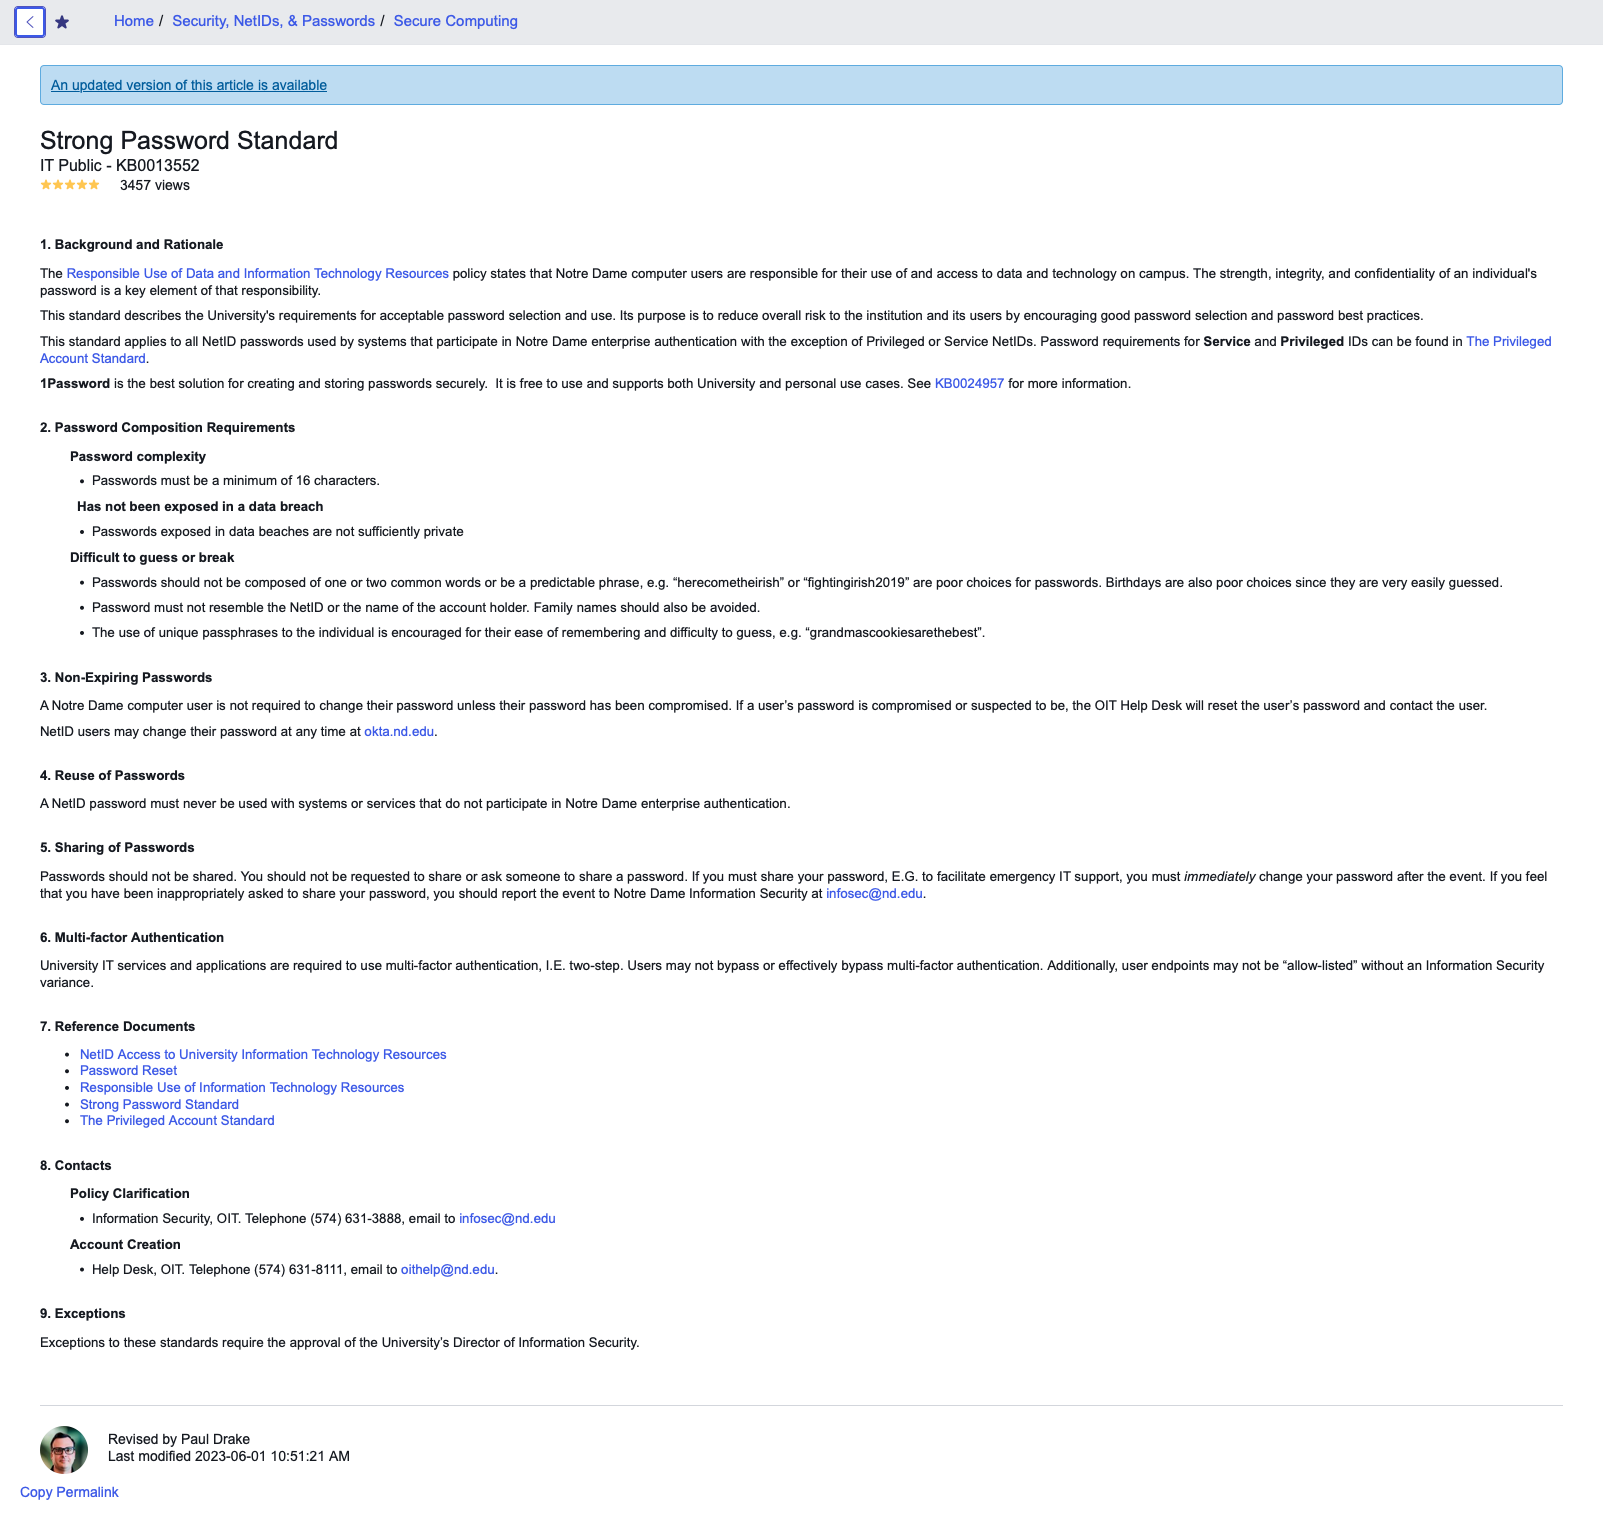 Home / Security, NetIDs, & Passwords / Secure Computing
An updated version of this article is available
Strong Password Standard
IT Public - KB0013552
3457 views
1. Background and Rationale
The Responsible Use of Data and Information Technology Resources policy states that Notre Dame computer users are responsible for their use of and access to data and technology on campus. The strength, integrity, and confidentiality of an individual's
password is a key element of that responsibility.
This standard describes the University's requirements for acceptable password selection and use. Its purpose is to reduce overall risk to the institution and its users by encouraging good password selection and password best practices.
This standard applies to all NetID passwords used by systems that participate in Notre Dame enterprise authentication with the exception of Privileged or Service NetIDs. Password requirements for Service and Privileged IDs can be found in The Privileged
Account Standard.
1Password is the best solution for creating and storing passwords securely.  It is free to use and supports both University and personal use cases. See KB0024957 for more information.
2. Password Composition Requirements
Password complexity
• Passwords must be a minimum of 16 characters.
Has not been exposed in a data breach
• Passwords exposed in data beaches are not sufficiently private
Difficult to guess or break
• Passwords should not be composed of one or two common words or be a predictable phrase, e.g. “herecometheirish” or “fightingirish2019” are poor choices for passwords. Birthdays are also poor choices since they are very easily guessed.
• Password must not resemble the NetID or the name of the account holder. Family names should also be avoided.
• The use of unique passphrases to the individual is encouraged for their ease of remembering and difficulty to guess, e.g. “grandmascookiesarethebest”.
3. Non-Expiring Passwords
A Notre Dame computer user is not required to change their password unless their password has been compromised. If a user’s password is compromised or suspected to be, the OIT Help Desk will reset the user’s password and contact the user.
NetID users may change their password at any time at okta.nd.edu.
4. Reuse of Passwords
A NetID password must never be used with systems or services that do not participate in Notre Dame enterprise authentication.
5. Sharing of Passwords
Passwords should not be shared. You should not be requested to share or ask someone to share a password. If you must share your password, E.G. to facilitate emergency IT support, you must immediately change your password after the event. If you feel
that you have been inappropriately asked to share your password, you should report the event to Notre Dame Information Security at infosec@nd.edu.
6. Multi-factor Authentication
University IT services and applications are required to use multi-factor authentication, I.E. two-step. Users may not bypass or effectively bypass multi-factor authentication. Additionally, user endpoints may not be “allow-listed” without an Information Security
variance.
7. Reference Documents
• NetID Access to University Information Technology Resources
• Password Reset
• Responsible Use of Information Technology Resources
• Strong Password Standard
• The Privileged Account Standard
8. Contacts
Policy Clarification
• Information Security, OIT. Telephone (574) 631-3888, email to infosec@nd.edu
Account Creation
• Help Desk, OIT. Telephone (574) 631-8111, email to oithelp@nd.edu.
9. Exceptions
Exceptions to these standards require the approval of the University’s Director of Information Security.
Revised by Paul Drake
Last modified 2023-06-01 10:51:21 AM
Copy Permalink